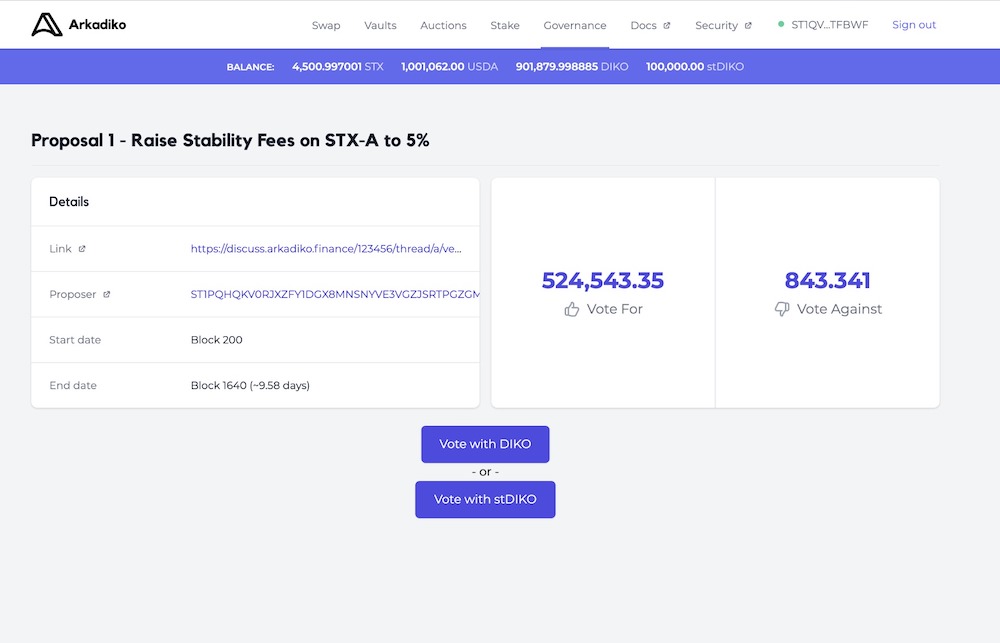 Arkadiko Swap Vaults Auctions Stake Governance Docs Security ST1QV...TFBWF Sign out
BALANCE: 4,500.997001 STX 1,001,062.00 USDA 901,879.998885 DIKO 100,000.00 stDIKO
Proposal 1 - Raise Stability Fees on STX-A to 5%
Details
Link https://discuss.arkadiko.finance/123456/thread/a/ve...
Proposer ST1PQHQKV0RJXZFY1DGX8MNSNYVE3VGZJSRTPGZGM
Start date Block 200
End date Block 1640 (~9.58 days)
524,543.35
Vote For
843.341
Vote Against
Vote with DIKO
- or -
Vote with stDIKO